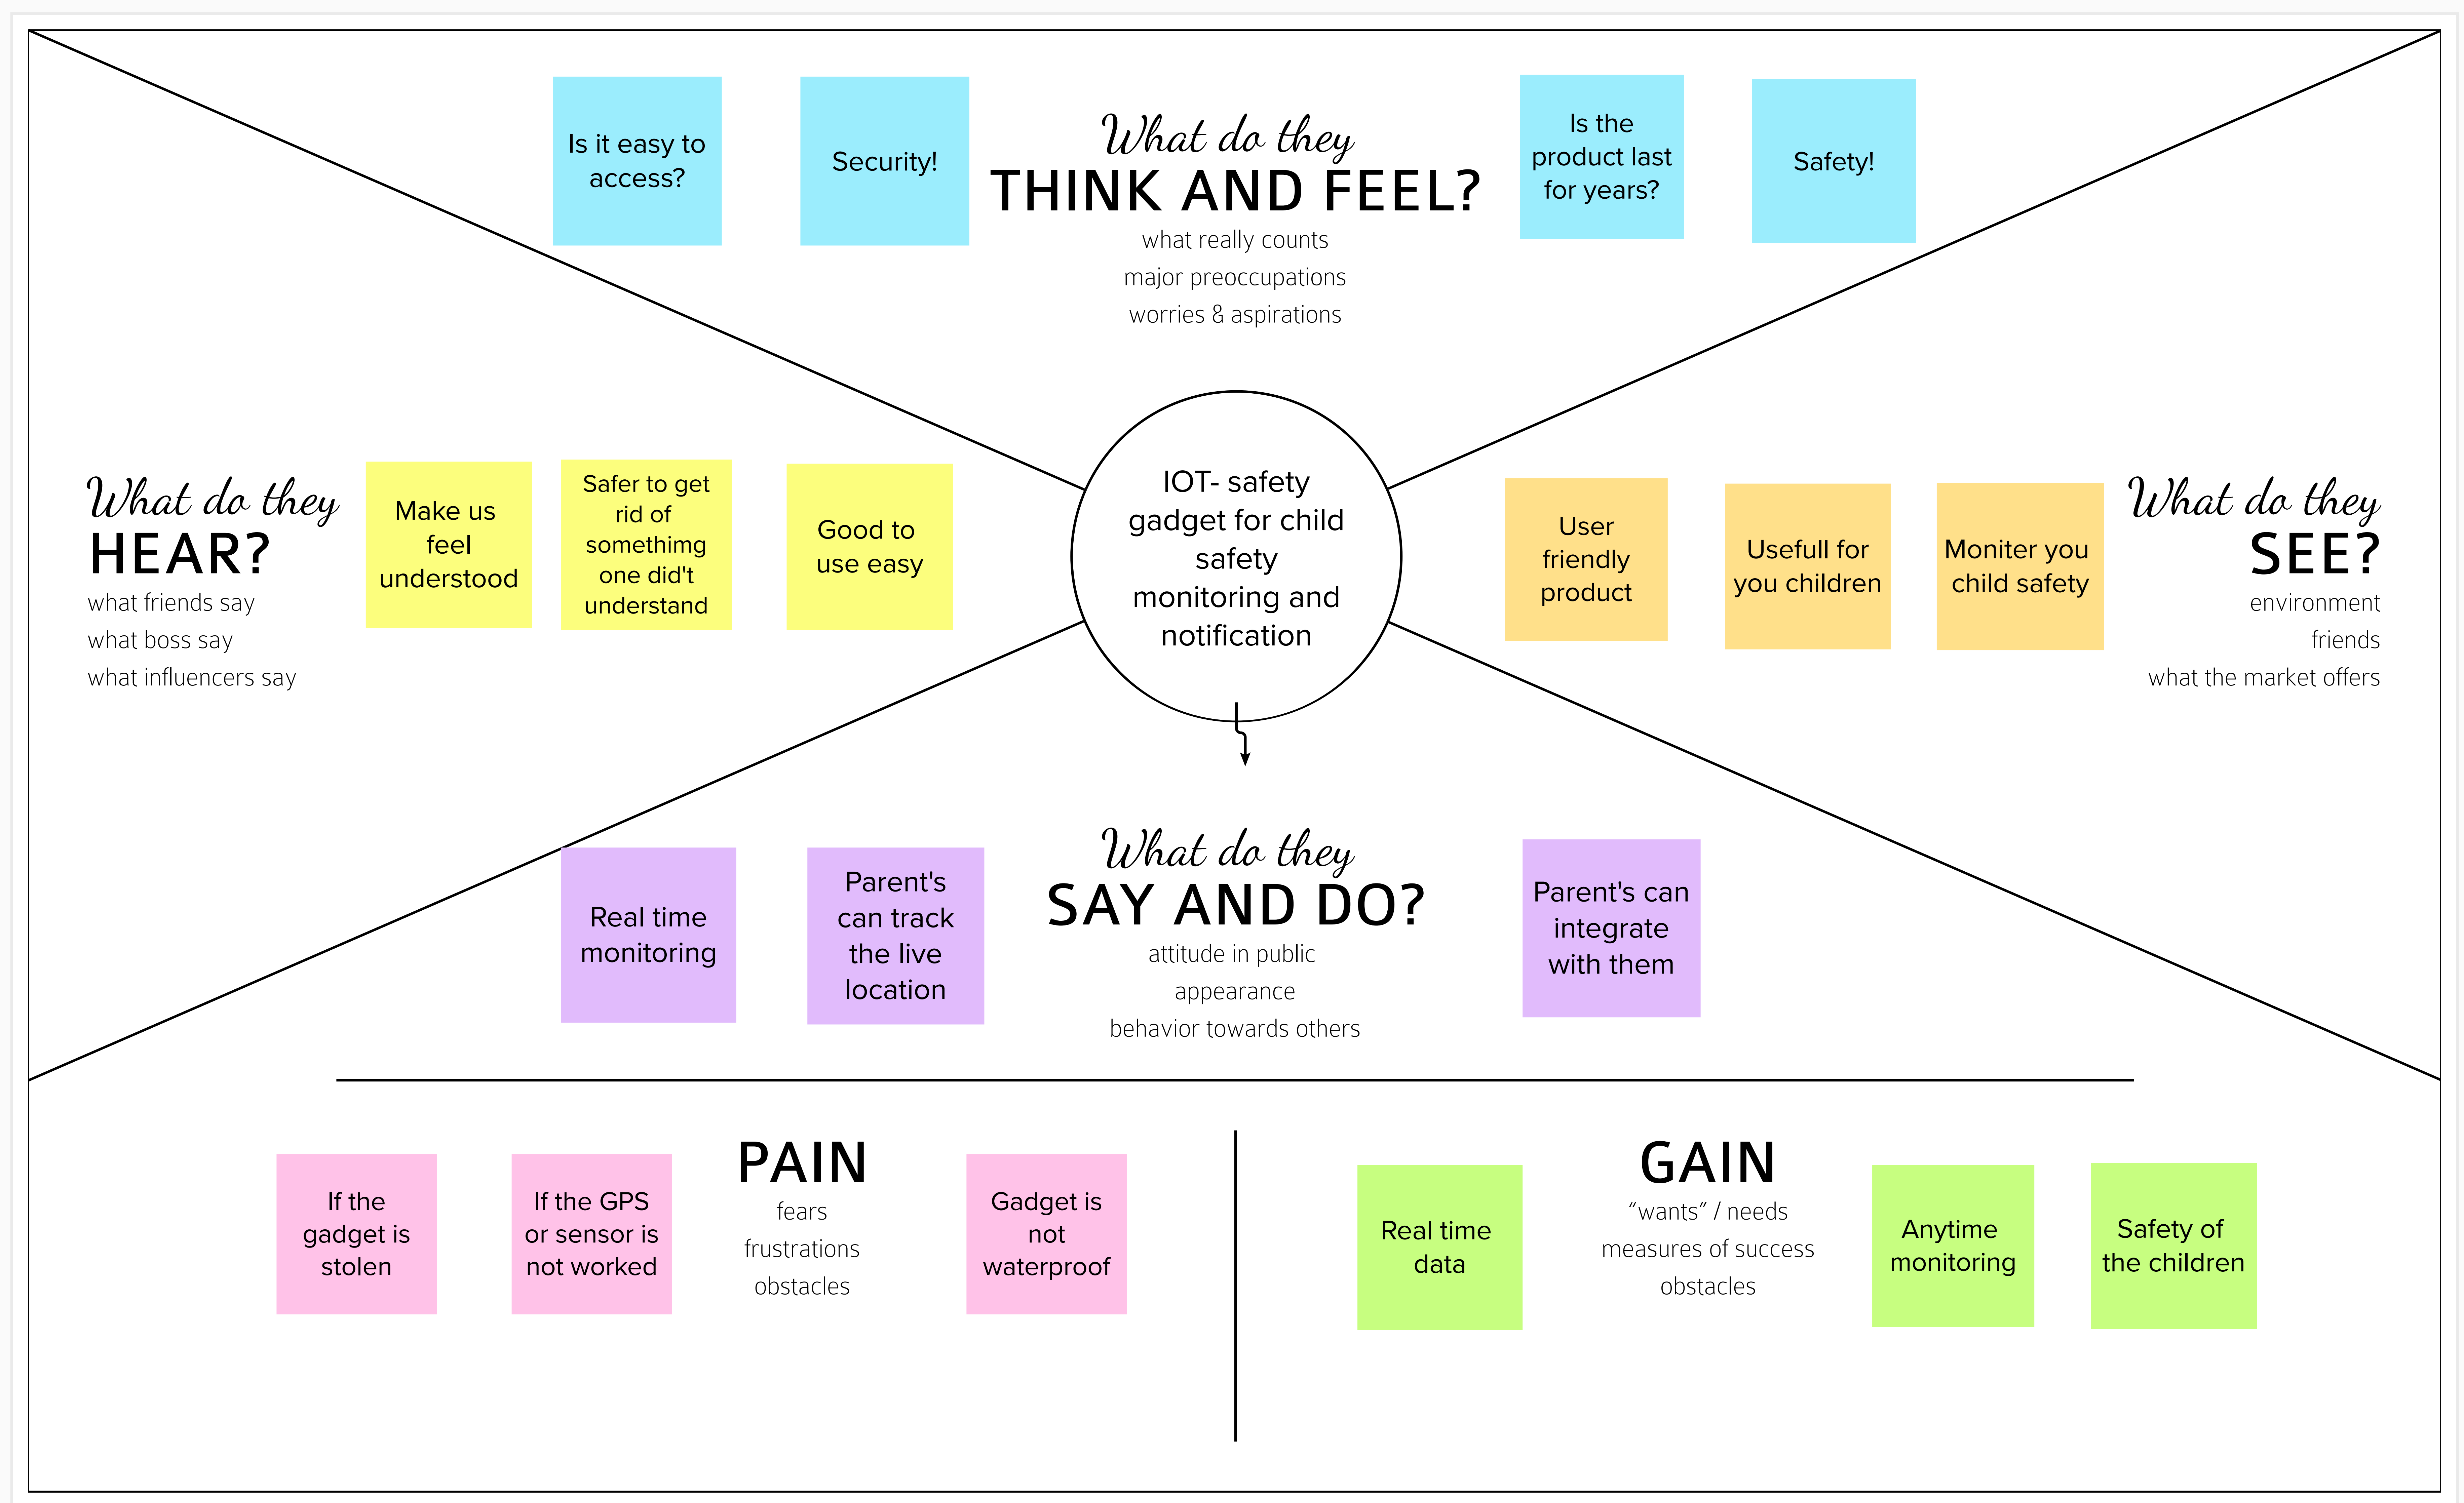 Is it easy to
access?
Security!
What do they
THINK AND FEEL?
what really counts
major preoccupations
worries & aspirations
Is the
product last
for years?
Safety!
What do they
HEAR?
what friends say
what boss say
what influencers say
Make us
feel
understood
Safer to get
rid of
somethimg
one did't
understand
Good to
use easy
IOT- safety
gadget for child
safety
monitoring and
notification
User
friendly
product
Usefull for
you children
Moniter you
child safety
What do they
SEE?
environment
friends
what the market offers
Real time
monitoring
Parent's
can track
the live
location
What do they
SAY AND DO?
attitude in public
appearance
behavior towards others
Parent's can
integrate
with them
If the
gadget is
stolen
If the GPS
or sensor is
not worked
PAIN
fears
frustrations
obstacles
Gadget is
not
waterproof
Real time
data
GAIN
“wants” / needs
measures of success
obstacles
Anytime
monitoring
Safety of
the children